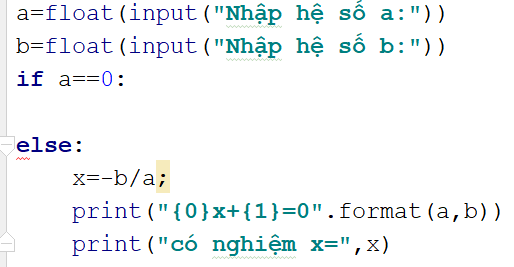 a=float(input("Nhập hệ số a:"))
b=float(input("Nhập hệ số b:"))
if a==0:
else:
    x=-b/a;
    print("{0}x+{1}=0".format(a,b))
    print("có nghiệm x=",x)